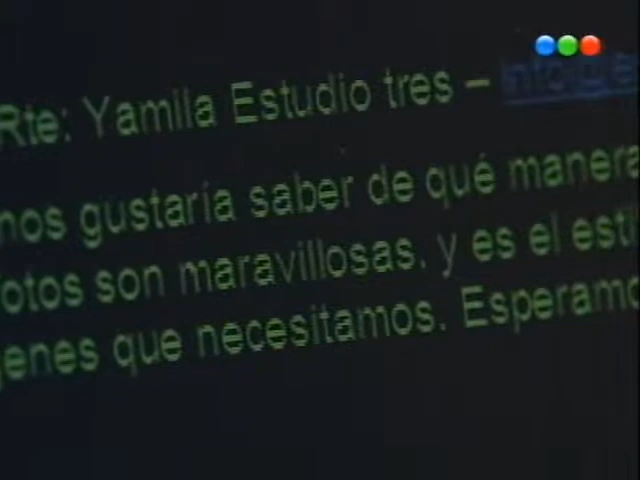 Rte: Yamila Estudio tres –
nos gustaría saber de qué manera
fotos son maravillosas. y es el esti
genes que necesitamos. Esperamo